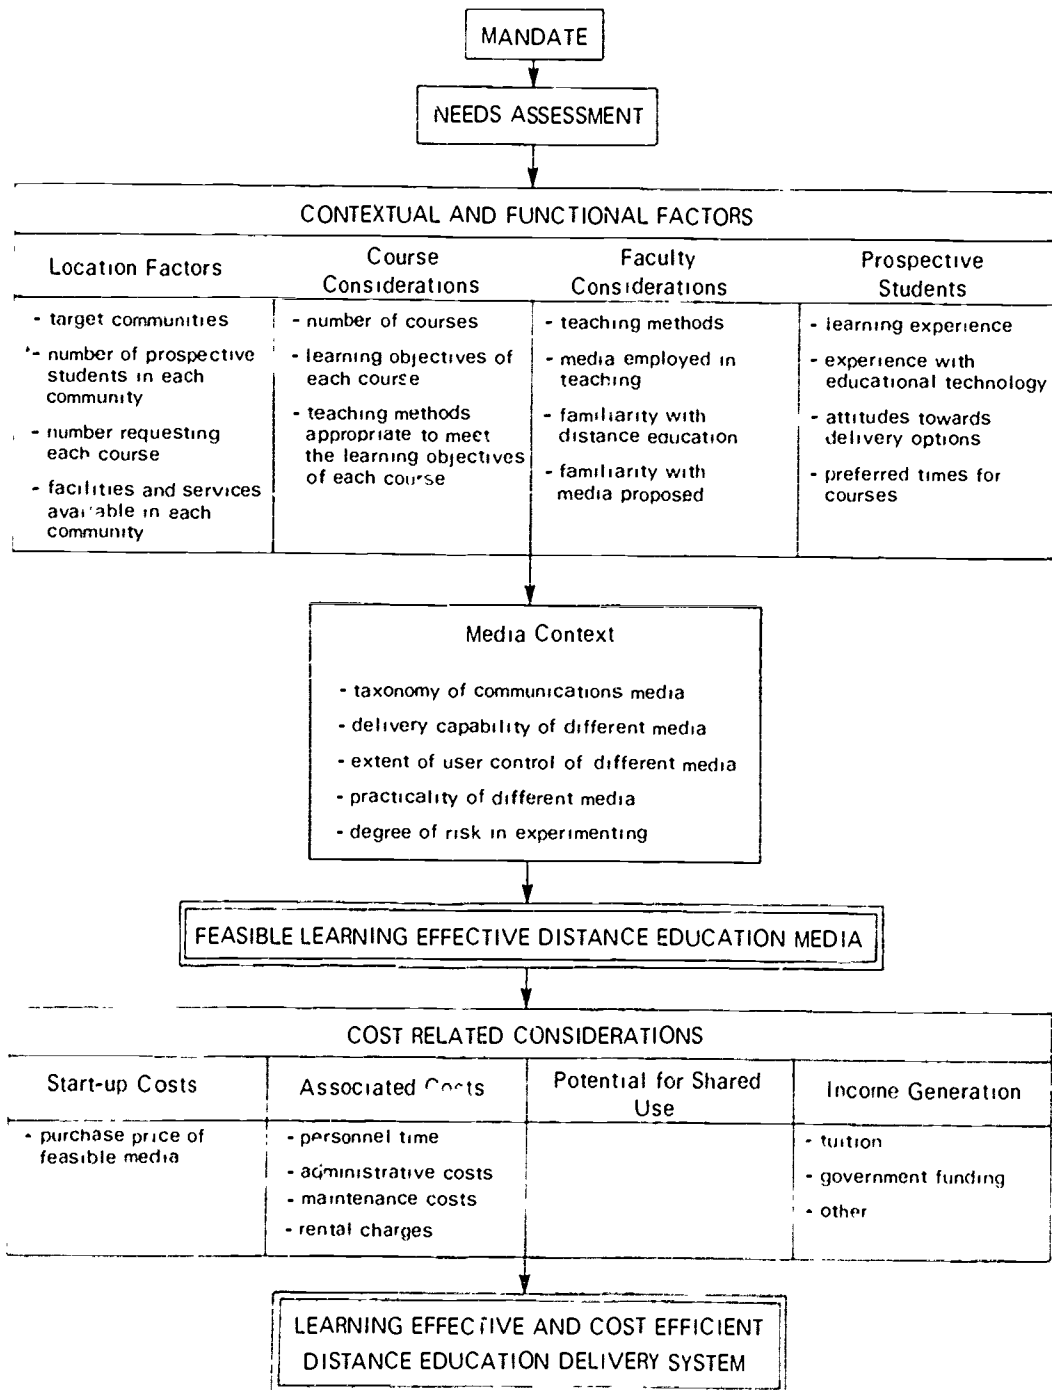 MANDATE
NEEDS ASSESSMENT
CONTEXTUAL AND FUNCTIONAL FACTORS
Location Factors
- target communities
- number of prospective
students in each
community
- number requesting
each course
- facilities and services
available in each
community
Course
Considerations
- number of courses
- learning objectives of
each course
- teaching methods
appropriate to meet
the learning objectives
of each course
Faculty
Considerations
- teaching methods
- media employed in
teaching
- familiarity with
distance education
- familiarity with
media proposed
Prospective
Students
- learning experience
- experience with
educational technology
- attitudes towards
delivery options
- preferred times for
courses
Media Context
- taxonomy of communications media
- delivery capability of different media
- extent of user control of different media
- practicality of different media
- degree of risk in experimenting
FEASIBLE LEARNING EFFECTIVE DISTANCE EDUCATION MEDIA
COST RELATED CONSIDERATIONS
Start-up Costs
- purchase price of
feasible media
Associated Costs
- personnel time
- administrative costs
- maintenance costs
- rental charges
Potential for Shared
Use
Income Generation
- tuition
- government funding
- other
LEARNING EFFECTIVE AND COST EFFICIENT
DISTANCE EDUCATION DELIVERY SYSTEM